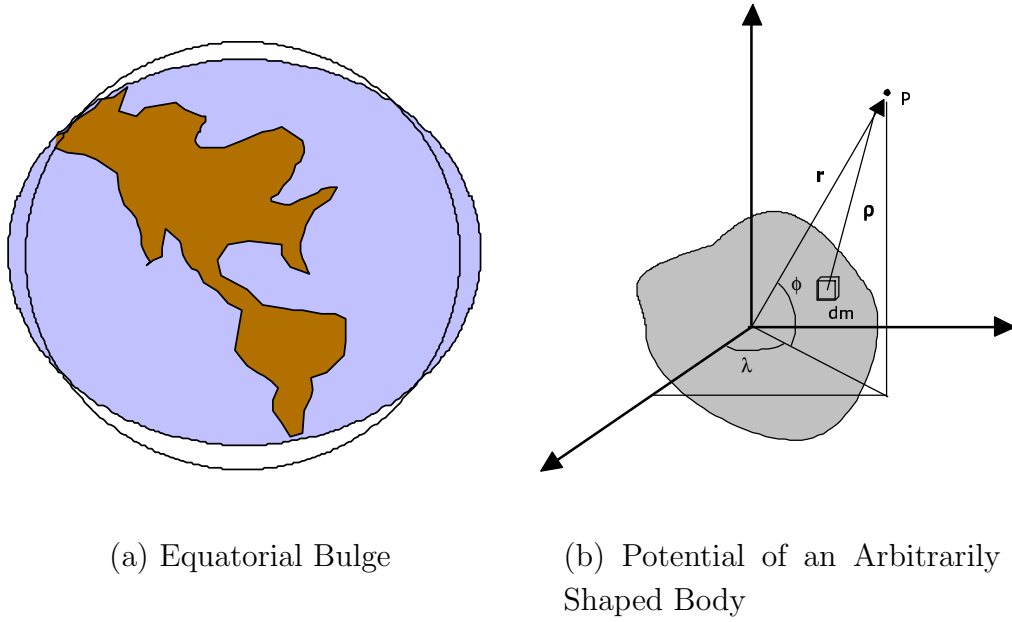 P
r
ρ
ϕ
dm
λ
(a) Equatorial Bulge
(b) Potential of an Arbitrarily
Shaped Body